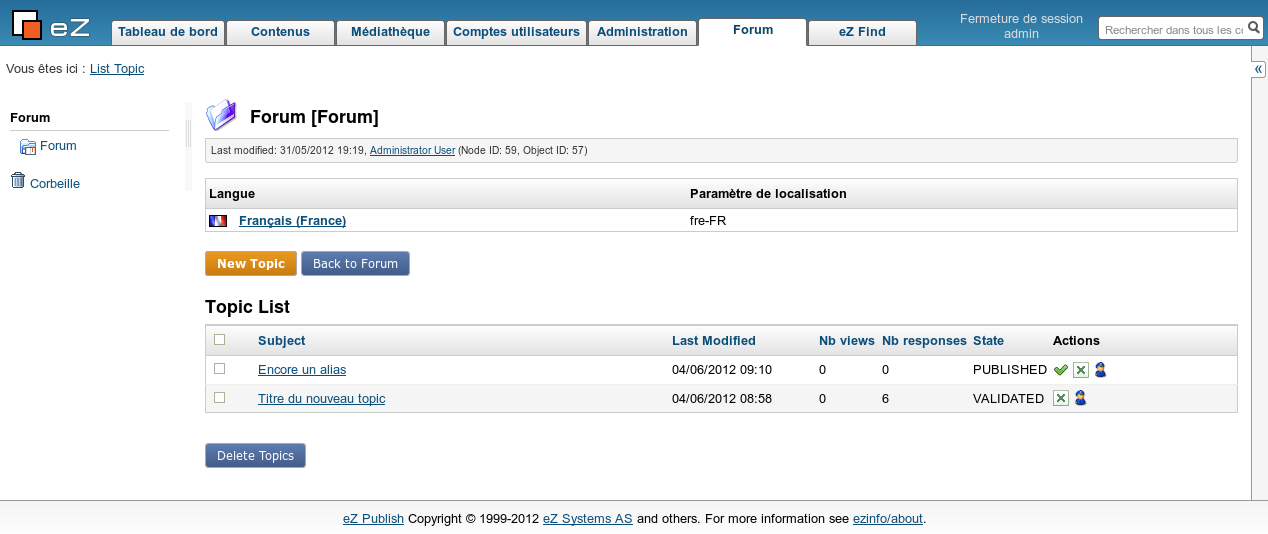 eZ
Tableau de bord Contenus Médiathèque Comptes utilisateurs Administration Forum eZ Find
Fermeture de session
admin
Rechercher dans tous les co
Vous êtes ici : List Topic
«
Forum
Forum
Corbeille
Forum [Forum]
Last modified: 31/05/2012 19:19, Administrator User (Node ID: 59, Object ID: 57)
Langue Paramètre de localisation
Français (France) fre-FR
New Topic Back to Forum
Topic List
Subject Last Modified Nb views Nb responses State Actions
Encore un alias 04/06/2012 09:10 0 0 PUBLISHED
Titre du nouveau topic 04/06/2012 08:58 0 6 VALIDATED
Delete Topics
eZ Publish Copyright © 1999-2012 eZ Systems AS and others. For more information see ezinfo/about.